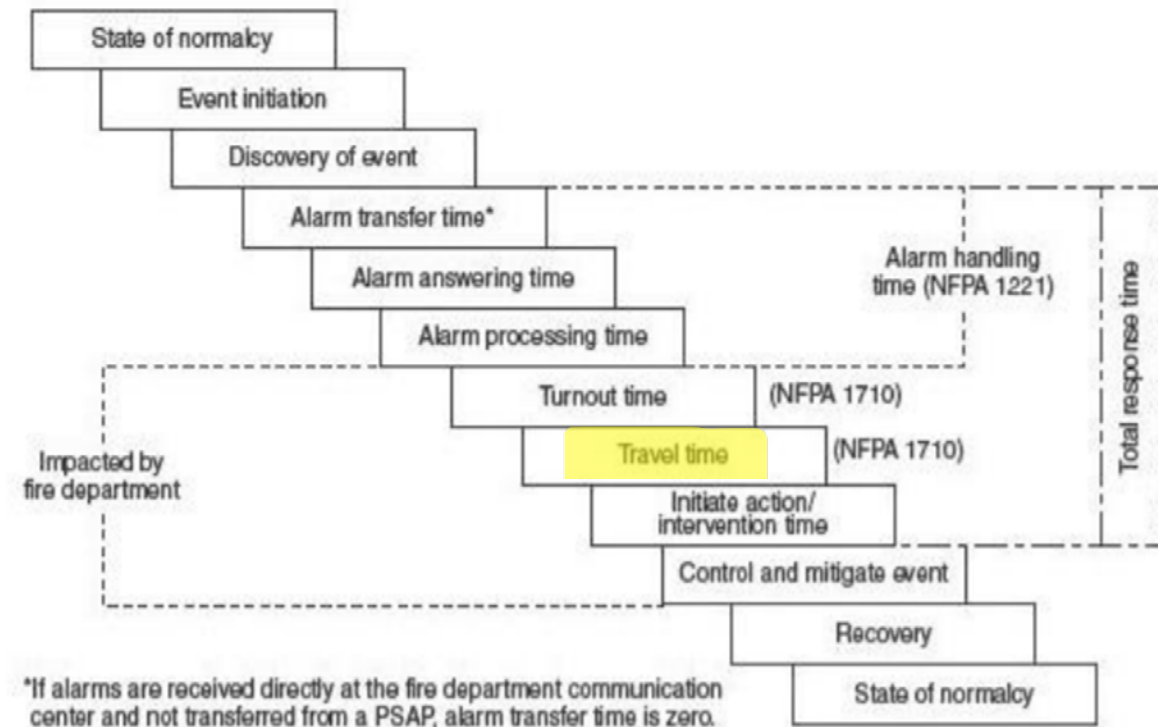 State of normalcy
Event initiation
Discovery of event
Alarm transfer time*
Alarm answering time
Alarm handling
time (NFPA 1221)
Alarm processing time
Turnout time
(NFPA 1710)
Travel time
(NFPA 1710)
Total response time
Impacted by
fire department
Initiate action/
intervention time
Control and mitigate event
Recovery
State of normalcy
*If alarms are received directly at the fire department communication
center and not transferred from a PSAP, alarm transfer time is zero.